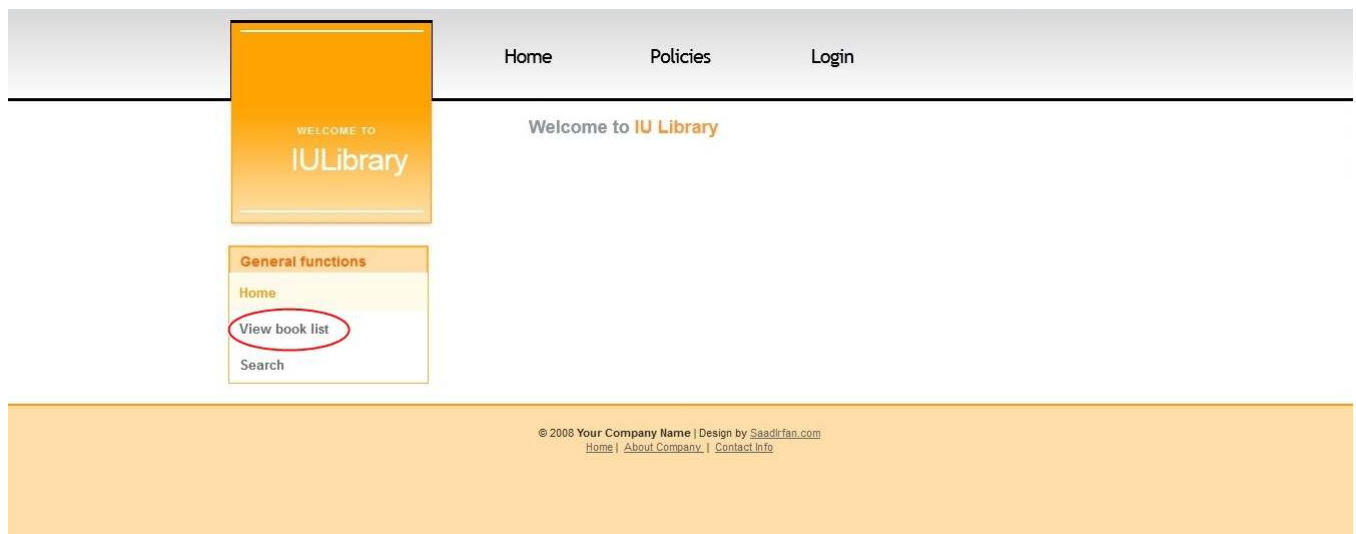 Home Policies Login
WELCOME TO
IULibrary
Welcome to IU Library
General functions
Home
View book list
Search
© 2008 Your Company Name | Design by SaadIrfan.com
Home | About Company | Contact Info